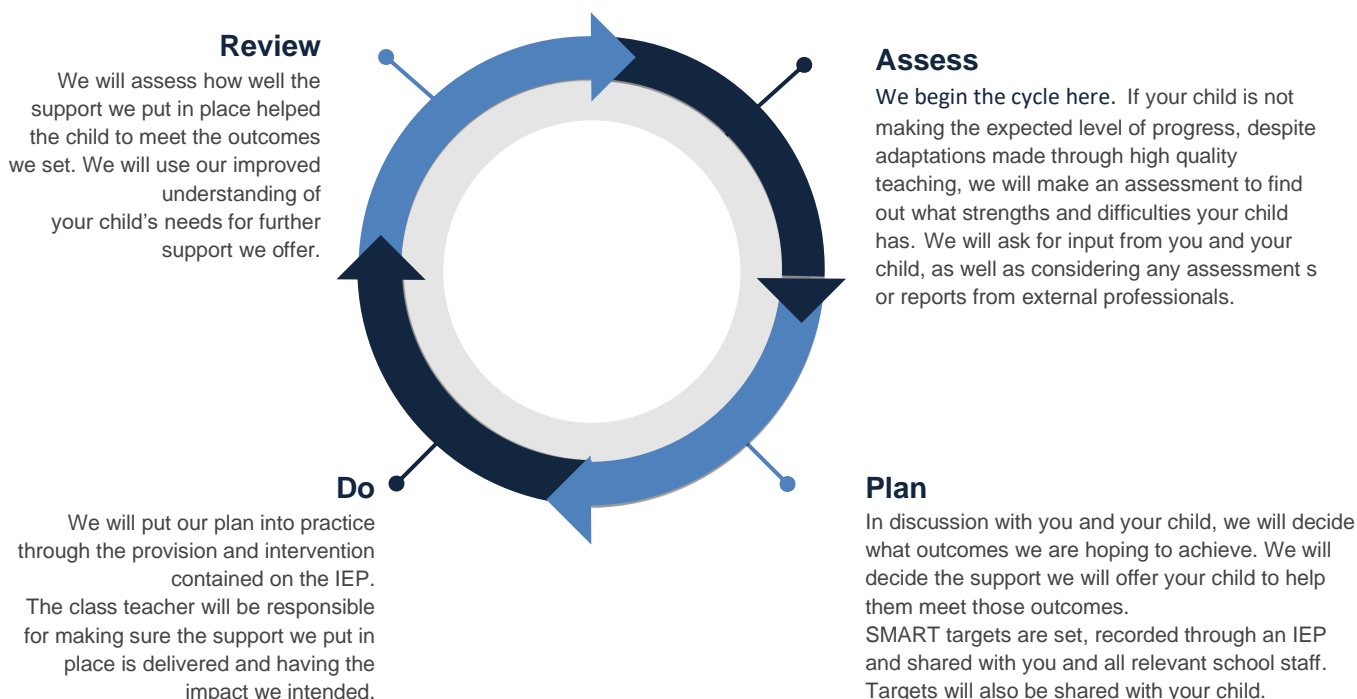 Review
We will assess how well the
support we put in place helped
the child to meet the outcomes
we set. We will use our improved
understanding of
your child’s needs for further
support we offer.
Assess
We begin the cycle here. If your child is not
making the expected level of progress, despite
adaptations made through high quality
teaching, we will make an assessment to find
out what strengths and difficulties your child
has. We will ask for input from you and your
child, as well as considering any assessment s
or reports from external professionals.
Do
We will put our plan into practice
through the provision and intervention
contained on the IEP.
The class teacher will be responsible
for making sure the support we put in
place is delivered and having the
impact we intended.
Plan
In discussion with you and your child, we will decide
what outcomes we are hoping to achieve. We will
decide the support we will offer your child to help
them meet those outcomes.
SMART targets are set, recorded through an IEP
and shared with you and all relevant school staff.
Targets will also be shared with your child.